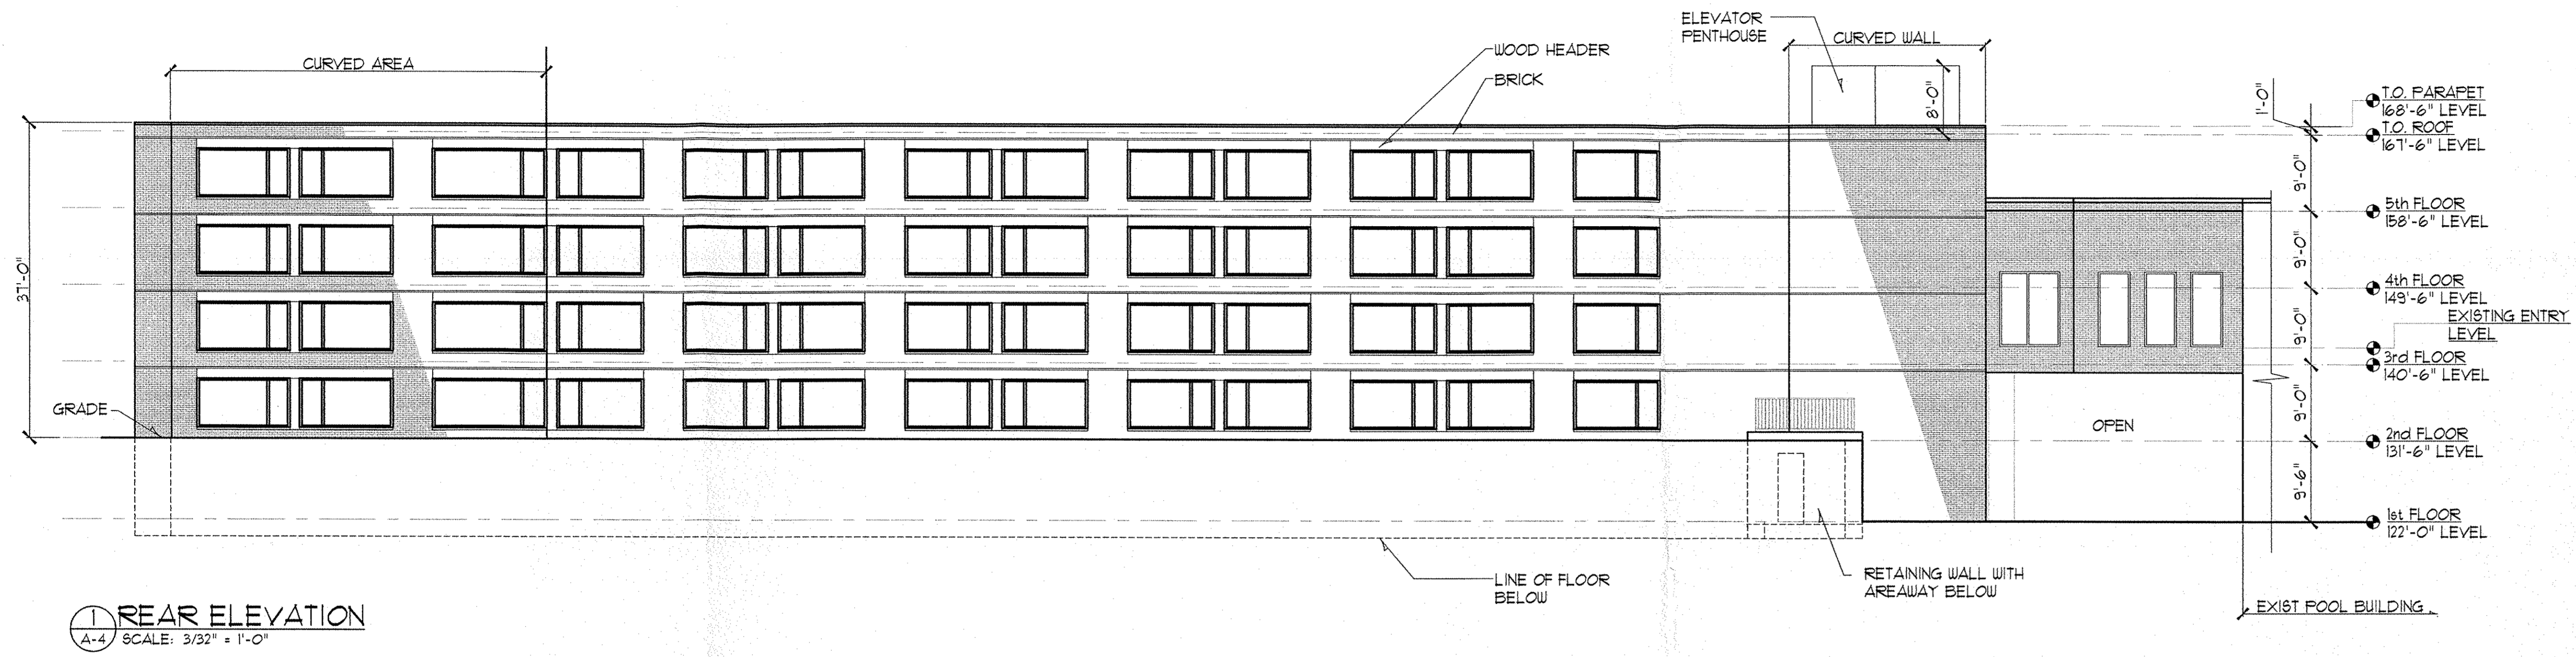 ELEVATOR
PENTHOUSE
CURVED WALL
CURVED AREA
WOOD HEADER
BRICK
8'-0"
1'-0"
T.O. PARAPET
168'-6" LEVEL
T.O. ROOF
167'-6" LEVEL
9'-0"
5th FLOOR
158'-6" LEVEL
9'-0"
37'-0"
4th FLOOR
149'-6" LEVEL
EXISTING ENTRY
LEVEL
9'-0"
3rd FLOOR
140'-6" LEVEL
GRADE
9'-0"
OPEN
2nd FLOOR
131'-6" LEVEL
9'-6"
1st FLOOR
122'-0" LEVEL
LINE OF FLOOR
BELOW
RETAINING WALL WITH
AREAWAY BELOW
EXIST POOL BUILDING
1
A-4
REAR ELEVATION
SCALE: 3/32" = 1'-0"